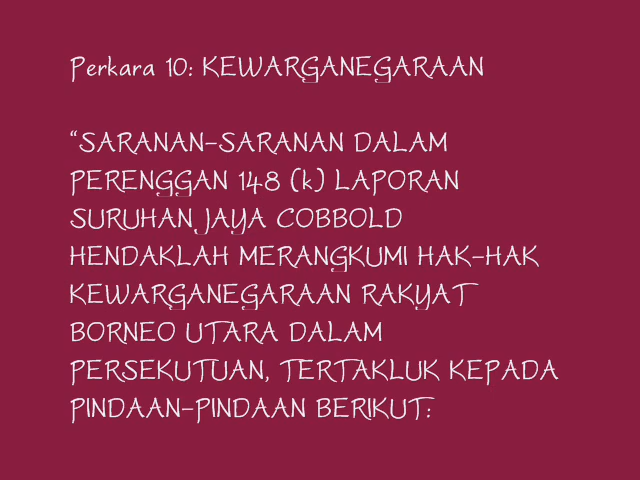 Perkara 10: KEWARGANEGARAAN
“SARANAN-SARANAN DALAM
PERENGGAN 148 (k) LAPORAN
SURUHANJAYA COBBOLD
HENDAKLAH MERANGKUMI HAK-HAK
KEWARGANEGARAAN RAKYAT
BORNEO UTARA DALAM
PERSEKUTUAN, TERTAKLUK KEPADA
PINDAAN-PINDAAN BERIKUT: